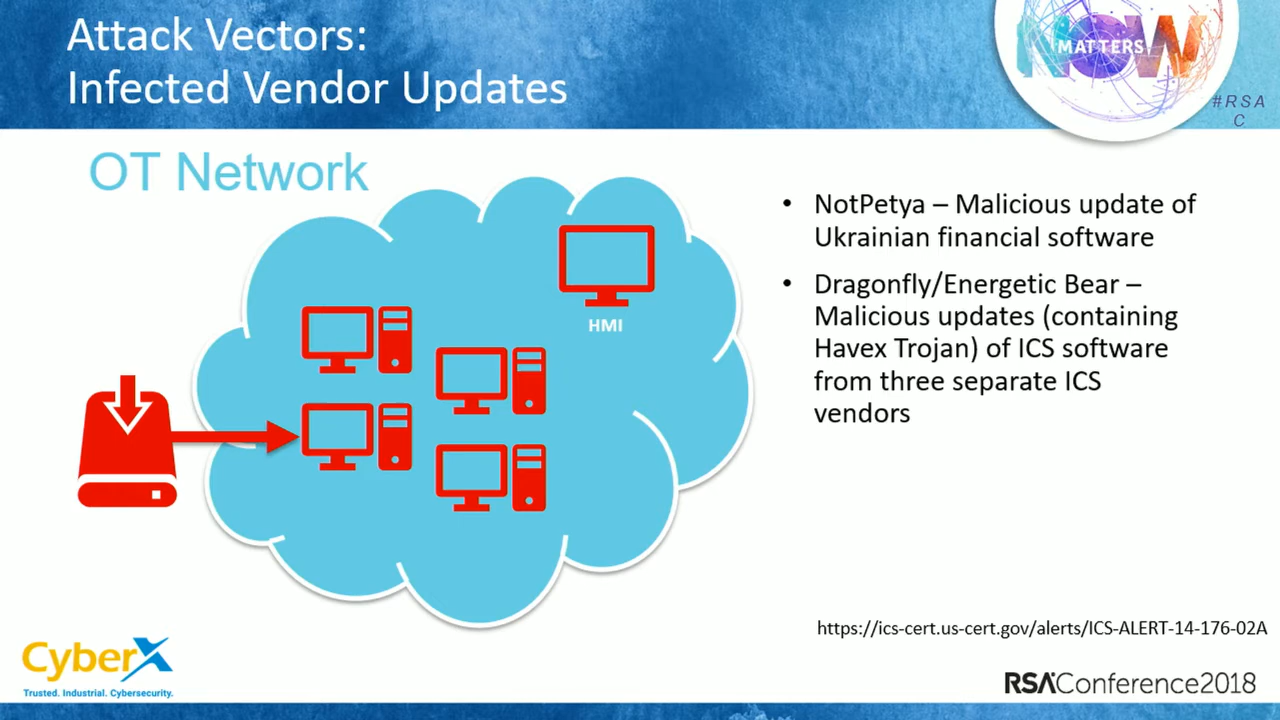 Attack Vectors:
Infected Vendor Updates
NOW
MATTERS
#RSA
C
OT Network
HMI
• NotPetya – Malicious update of
Ukrainian financial software
• Dragonfly/Energetic Bear –
Malicious updates (containing
Havex Trojan) of ICS software
from three separate ICS
vendors
https://ics-cert.us-cert.gov/alerts/ICS-ALERT-14-176-02A
CyberX
Trusted. Industrial. Cybersecurity.
RSAConference2018